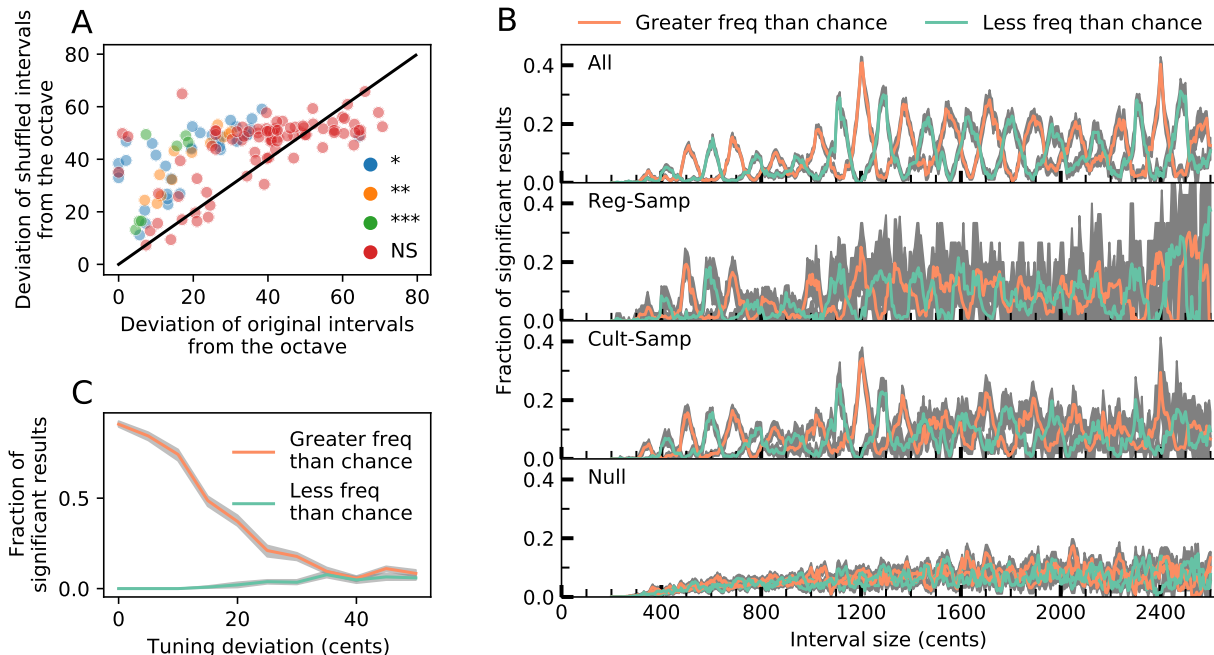 A
Deviation of shuffled intervals
from the octave
80
60
40
20
0
*
**
***
NS
0 20 40 60 80
Deviation of original intervals
from the octave
B
Greater freq than chance Less freq than chance
Fraction of significant results
0.4
0.2
0.0
All
0.4
0.2
0.0
Reg-Samp
0.4
0.2
0.0
Cult-Samp
0.4
0.2
0.0
Null
0 400 800 1200 1600 2000 2400
Interval size (cents)
C
Fraction of
significant results
0.5
0.0
Greater freq
than chance
Less freq
than chance
0 20 40
Tuning deviation (cents)